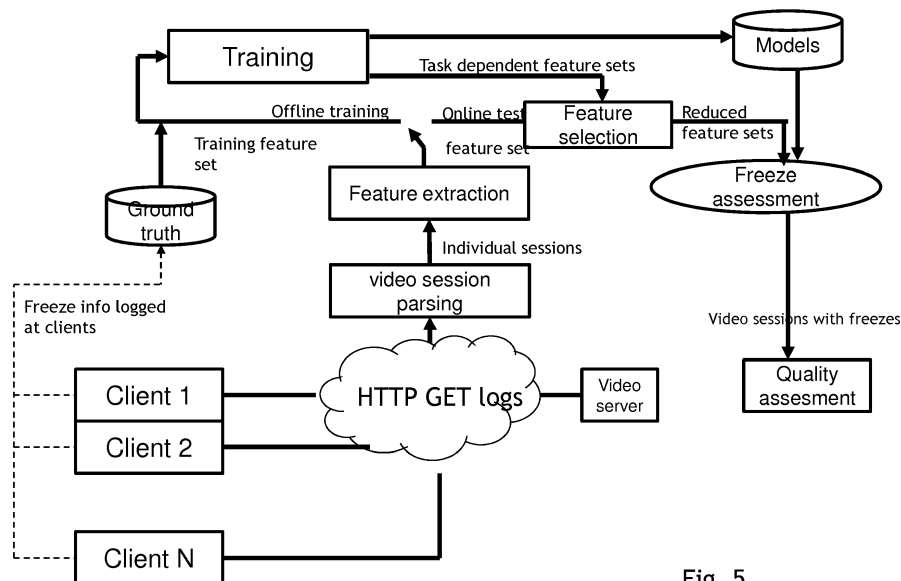 Models
Training
Task dependent feature sets
Offline training
Online test
Feature
selection
Reduced
feature sets
Training feature
set
feature set
Feature extraction
Freeze
assessment
Ground
truth
Individual sessions
video session
parsing
Freeze info logged
at clients
Video sessions with freezes
Client 1
HTTP GET logs
Video
server
Quality
assesment
Client 2
Client N
Fig. 5